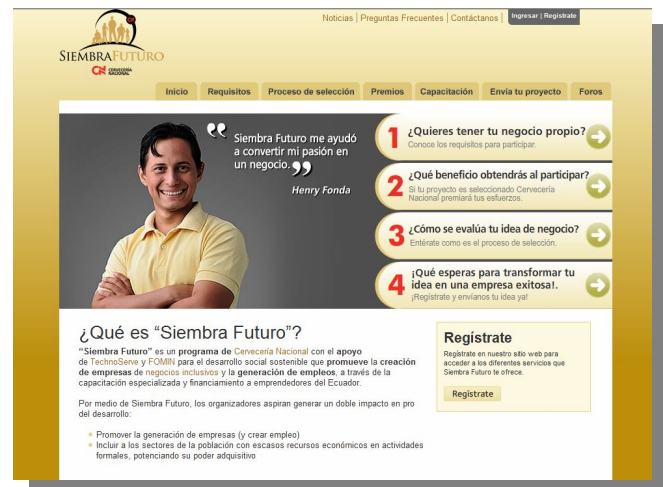 Noticias | Preguntas Frecuentes | Contáctanos | Ingresar | Registrate
SIEMBRAFUTURO
CN CERVECERÍA NACIONAL
Inicio Requisitos Proceso de selección Premios Capacitación Envia tu proyecto Foros
“ Siembra Futuro me ayudó
a convertir mi pasión en
un negocio. ”
Henry Fonda
1 ¿Quieres tener tu negocio propio?
Conoce los requisitos para participar.
2 ¿Qué beneficio obtendrás al participar?
Si tu proyecto es seleccionado Cervecería
Nacional premiará tus esfuerzos.
3 ¿Cómo se evalúa tu idea de negocio?
Entérate como es el proceso de selección.
4 ¡Qué esperas para transformar tu
idea en una empresa exitosa!.
¡Registrate y envíanos tu idea ya!
¿Qué es “Siembra Futuro”?
“Siembra Futuro” es un programa de Cervecería Nacional con el apoyo
de TechnoServe y FOMIN para el desarrollo social sostenible que promueve la creación
de empresas de negocios inclusivos y la generación de empleos, a través de la
capacitación especializada y financiamiento a emprendedores del Ecuador.
Por medio de Siembra Futuro, los organizadores aspiran generar un doble impacto en pro
del desarrollo:
Promover la generación de empresas (y crear empleo)
Incluir a los sectores de la población con escasos recursos económicos en actividades
formales, potenciando su poder adquisitivo
Regístrate
Registrate en nuestro sitio web para
acceder a los diferentes servicios que
Siembra Futuro te ofrece.
Registrate